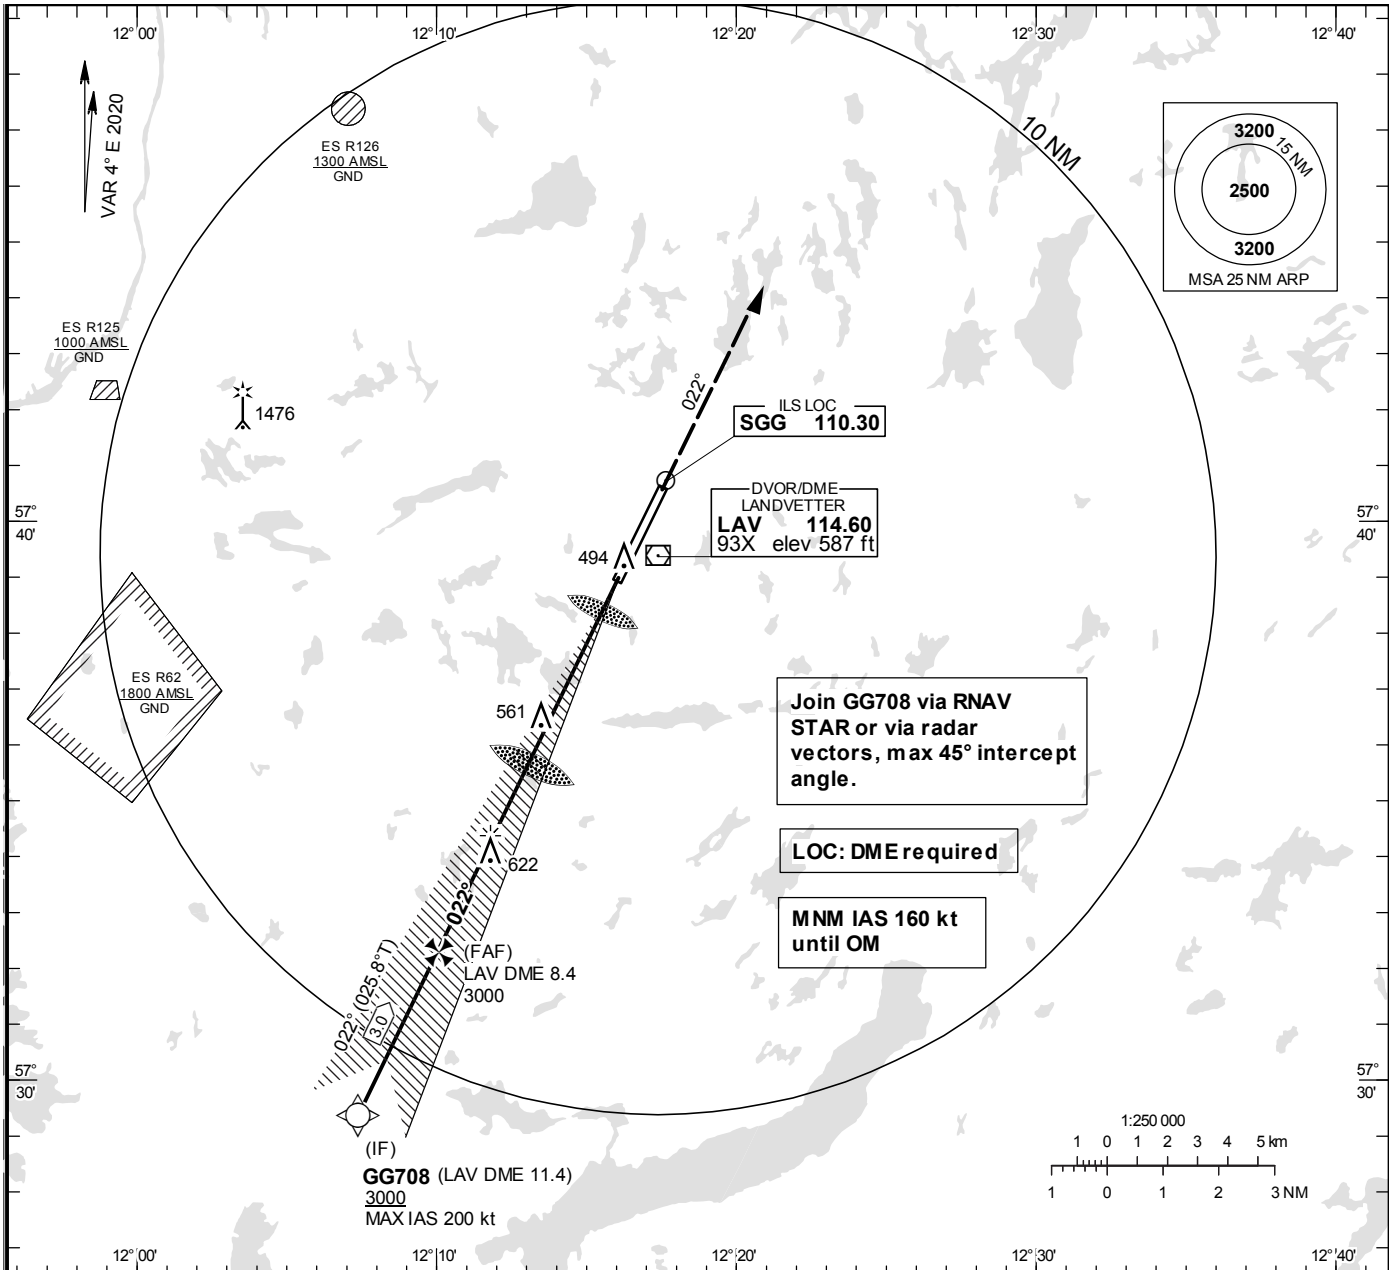 12°00'
12°10'
12°20'
12°30'
12°40'
VAR 4° E 2020
ES R126
1300 AMSL
GND
10 NM
3200
15 NM
2500
3200
MSA 25 NM ARP
ES R125
1000 AMSL
GND
1476
022°
ILS LOC
SGG 110.30
DVOR/DME
LANDVETTER
LAV 114.60
93X elev 587 ft
57°
40'
57°
40'
494
ES R62
1800 AMSL
GND
561
Join GG708 via RNAV
STAR or via radar
vectors, max 45° intercept
angle.
622
LOC: DME required
022°
MNM IAS 160 kt
until OM
(FAF)
LAV DME 8.4
3000
022° (025.8°T)
3.0
57°
30'
57°
30'
(IF)
GG708 (LAV DME 11.4)
3000
MAX IAS 200 kt
1:250 000
1 0 1 2 3 4 5 km
1 0 1 2 3 NM
12°00'
12°10'
12°20'
12°30'
12°40'